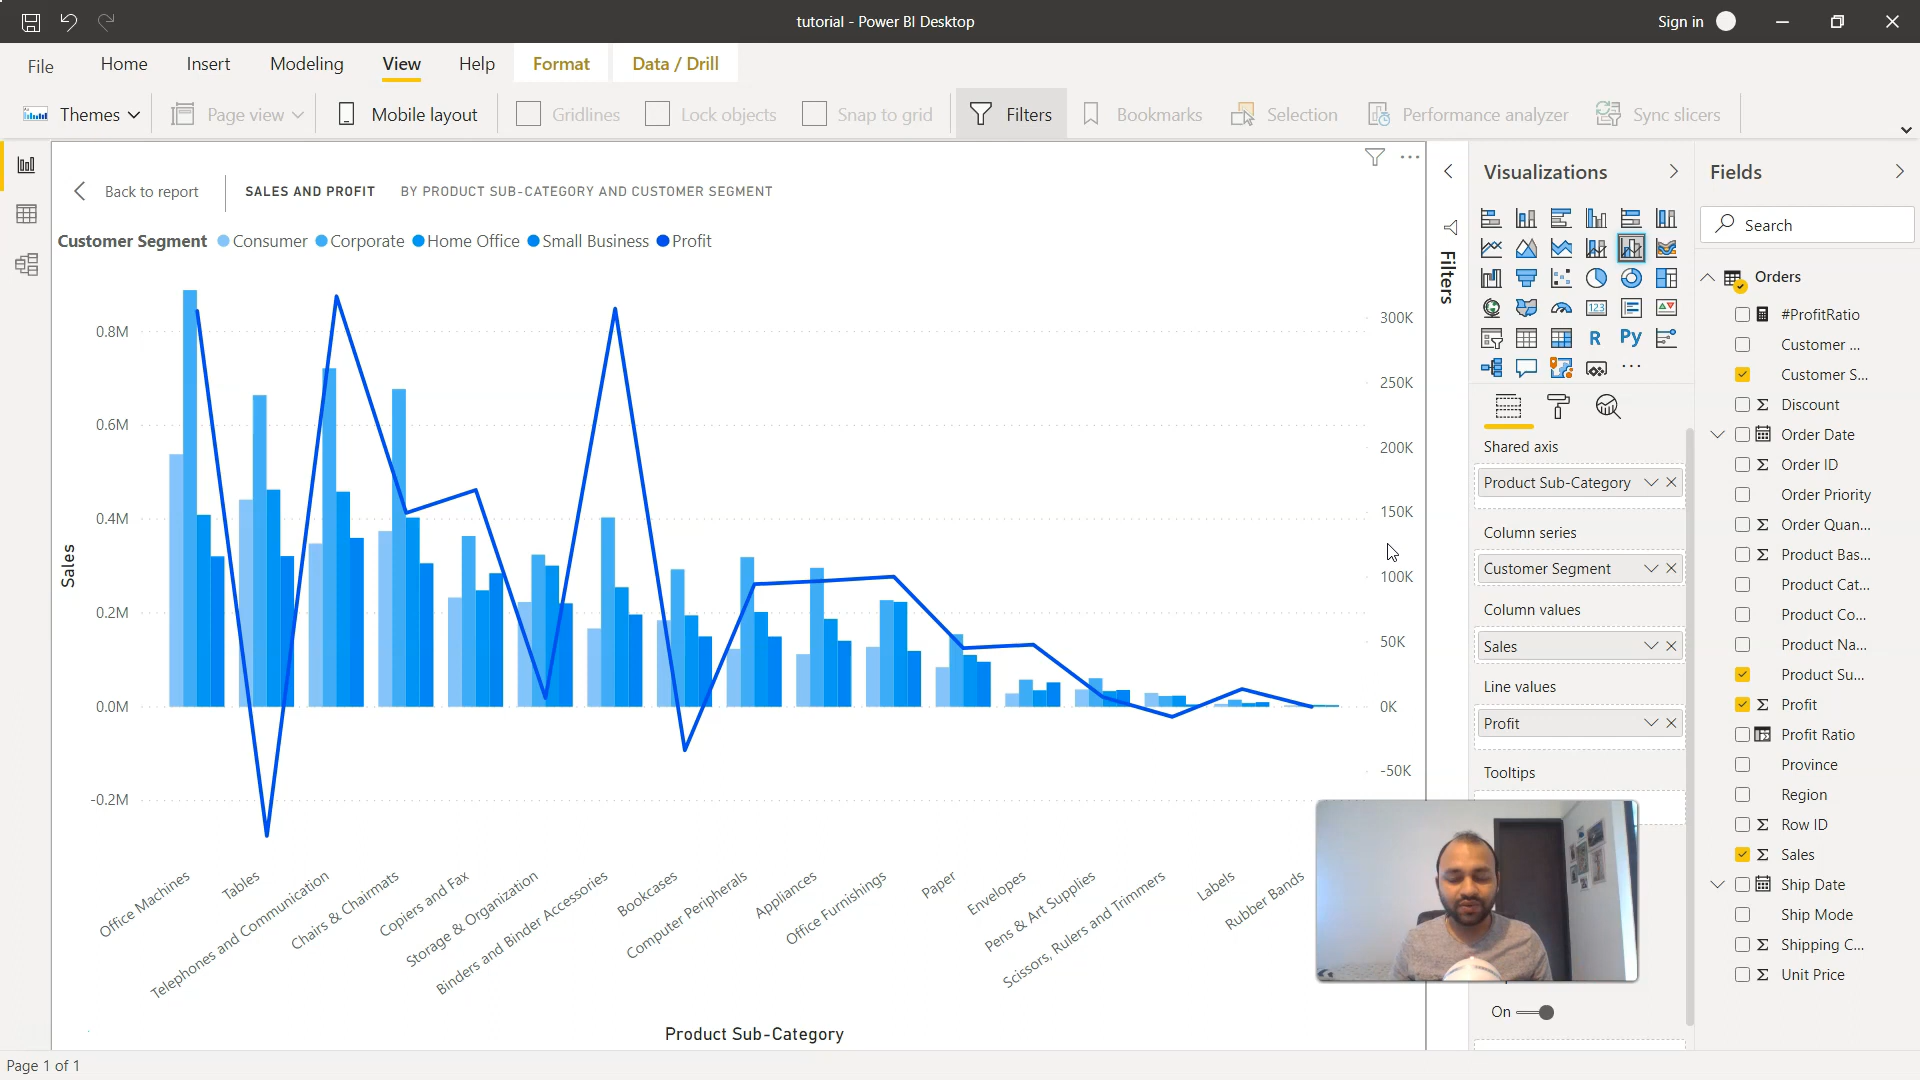 tutorial - Power BI Desktop
Sign in
File Home Insert Modeling View Help Format Data / Drill
Themes Page view Mobile layout Gridlines Lock objects Snap to grid Filters Bookmarks Selection Performance analyzer Sync slicers
Back to report SALES AND PROFIT BY PRODUCT SUB-CATEGORY AND CUSTOMER SEGMENT
Customer Segment Consumer Corporate Home Office Small Business Profit
0.8M
0.6M
0.4M
0.2M
0.0M
-0.2M
Sales
300K
250K
200K
150K
100K
50K
0K
-50K
Office Machines
Tables
Telephones and Communication
Chairs & Chairmats
Copiers and Fax
Storage & Organization
Binders and Binder Accessories
Bookcases
Computer Peripherals
Appliances
Office Furnishings
Paper
Envelopes
Pens & Art Supplies
Scissors, Rulers and Trimmers
Labels
Rubber Bands
Product Sub-Category
Filters
Visualizations
123
R
Py
Shared axis
Product Sub-Category
Column series
Customer Segment
Column values
Sales
Line values
Profit
Tooltips
On
Fields
Search
Orders
#ProfitRatio
Customer ...
Customer S...
Discount
Order Date
Order ID
Order Priority
Order Quan...
Product Bas...
Product Cat...
Product Co...
Product Na...
Product Su...
Profit
Profit Ratio
Province
Region
Row ID
Sales
Ship Date
Ship Mode
Shipping C...
Unit Price
Page 1 of 1